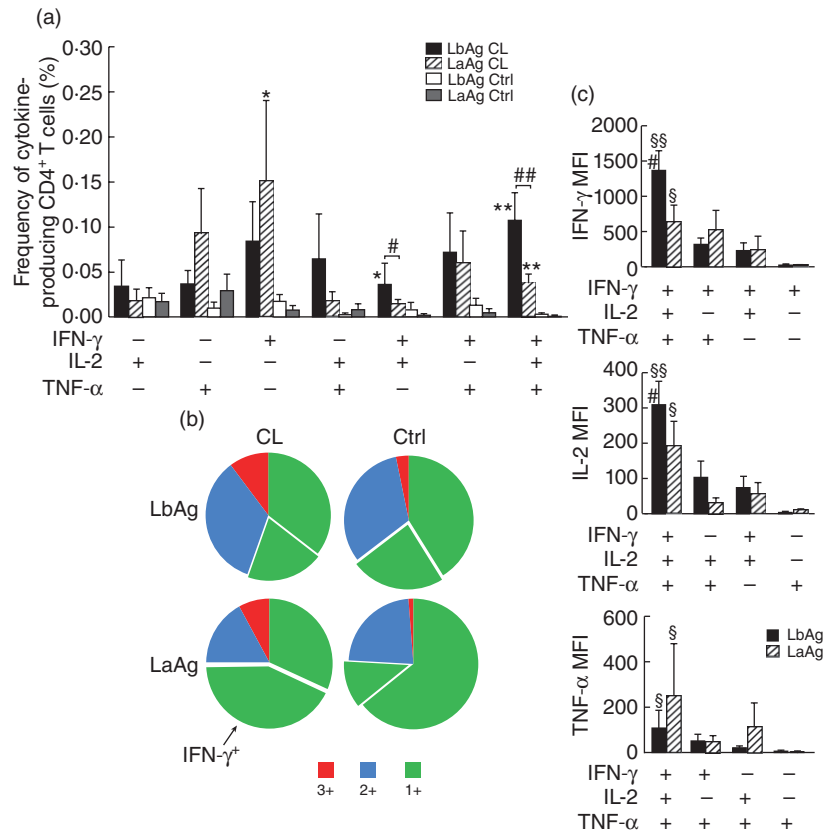 (a)
Frequency of cytokine-
producing CD4+ T cells (%)
0·30
0·25
0·20
0·15
0·10
0·05
0·00
LbAg CL
LaAg CL
LbAg Ctrl
LaAg Ctrl
*
*
#
**
##
**
IFN-γ – – + – + + +
IL-2 + – – + + – +
TNF-α – + – + – + +
(b)
CL Ctrl
LbAg
LaAg
IFN-γ+
3+ 2+ 1+
(c)
IFN-γ MFI
2000
1500
1000
500
0
§§
#
§
IFN-γ + + + +
IL-2 + – + –
TNF-α + + – –
IL-2 MFI
400
300
200
100
0
§§
#
§
IFN-γ + – + –
IL-2 + + + –
TNF-α + + – +
TNF-α MFI
600
400
200
0
LbAg
LaAg
§
§
IFN-γ + + – –
IL-2 + – + –
TNF-α + + + +